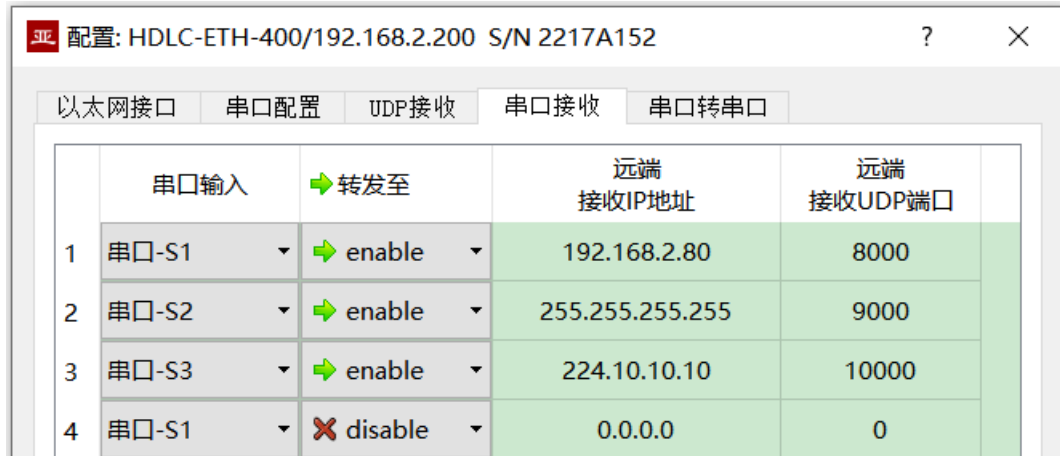 亚 配置: HDLC-ETH-400/192.168.2.200 S/N 2217A152 ?
以太网接口 串口配置 UDP接收 串口接收 串口转串口
串口输入 转发至 远端 接收IP地址 远端 接收UDP端口
1 串口-S1 enable 192.168.2.80 8000
2 串口-S2 enable 255.255.255.255 9000
3 串口-S3 enable 224.10.10.10 10000
4 串口-S1 disable 0.0.0.0 0